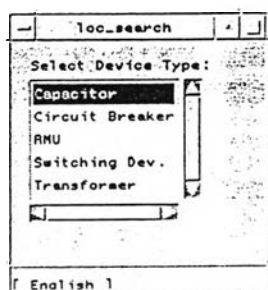 loc_search
Select Device Type:
Capacitor
Circuit Breaker
RMU
Switching Dev.
Transformer
[ English ]